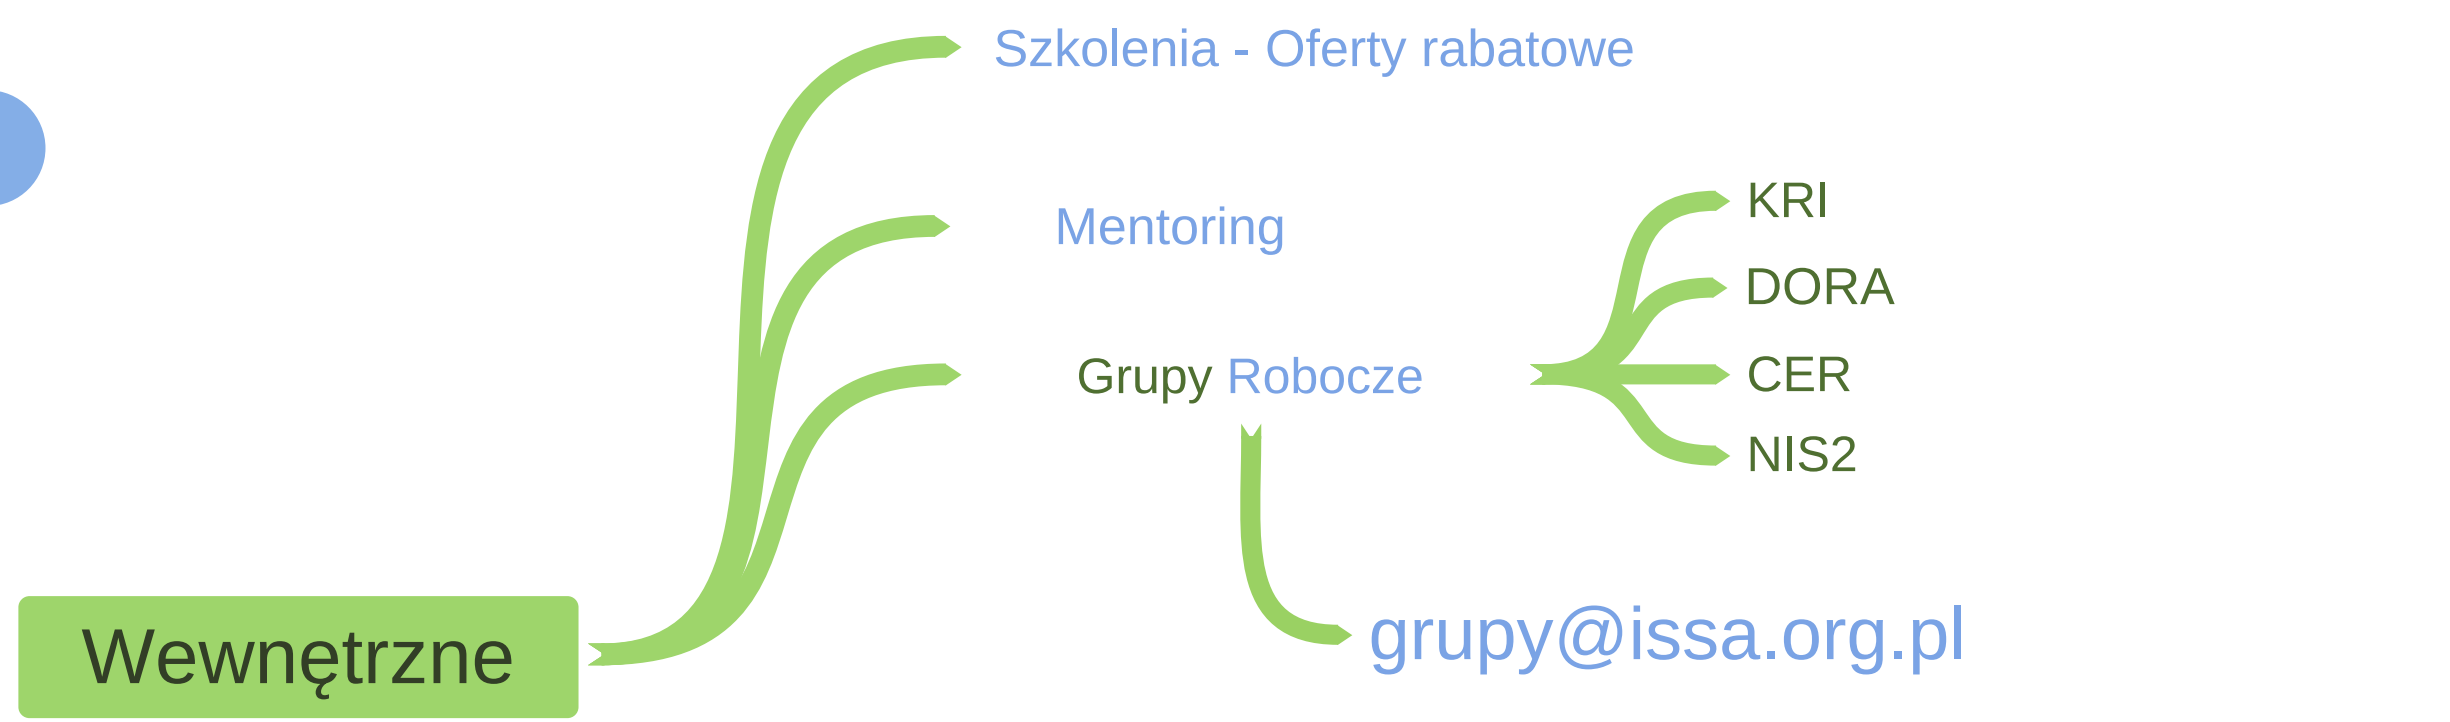 Szkolenia - Oferty rabatowe
Mentoring
Grupy Robocze
KRI
DORA
CER
NIS2
grupy@issa.org.pl
Wewnętrzne